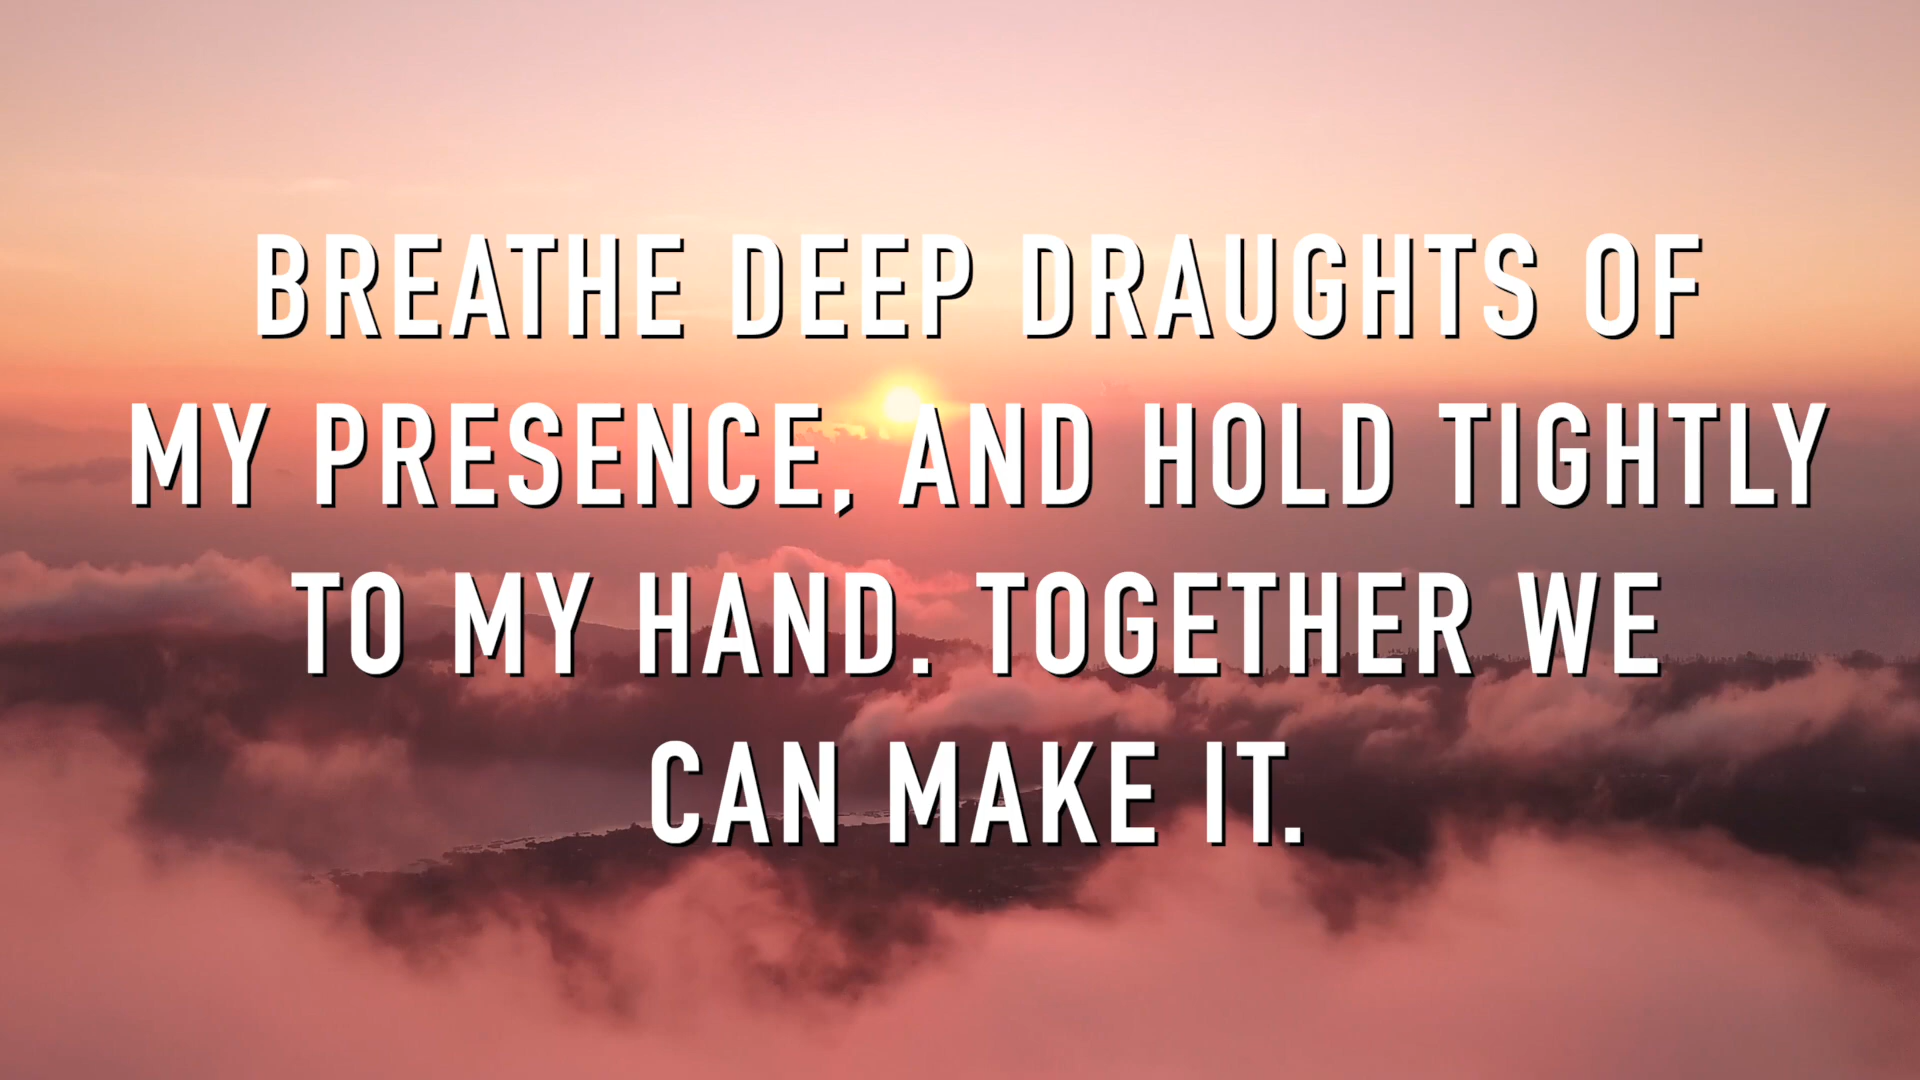 BREATHE DEEP DRAUGHTS OF
MY PRESENCE, AND HOLD TIGHTLY
TO MY HAND. TOGETHER WE
CAN MAKE IT.